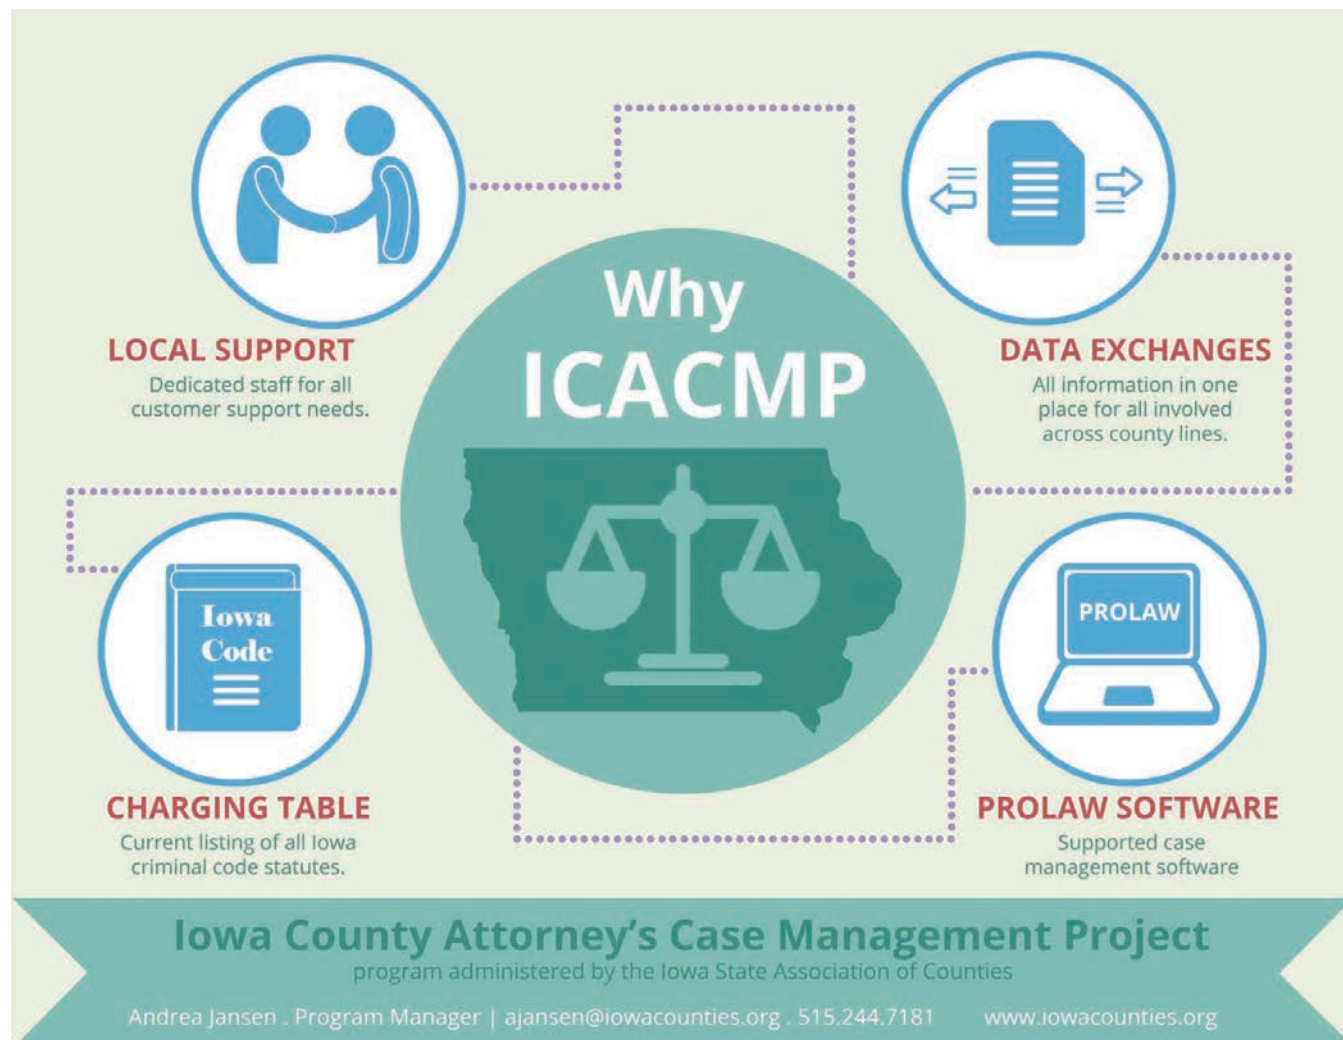 Why
ICACMP
LOCAL SUPPORT
Dedicated staff for all
customer support needs.
DATA EXCHANGES
All information in one
place for all involved
across county lines.
Iowa
Code
CHARGING TABLE
Current listing of all Iowa
criminal code statutes.
PROLAW
PROLAW SOFTWARE
Supported case
management software
Iowa County Attorney's Case Management Project
program administered by the Iowa State Association of Counties
Andrea Jansen . Program Manager | ajansen@iowacounties.org . 515.244.7181 www.iowacounties.org